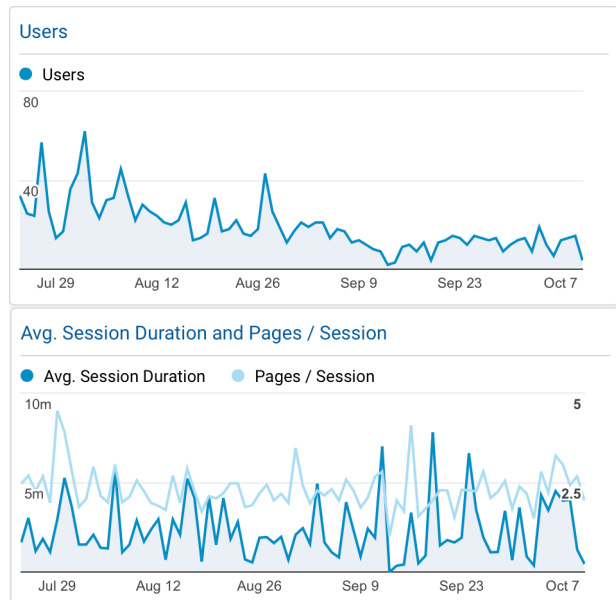 Users
Users
80
40
Jul 29 Aug 12 Aug 26 Sep 9 Sep 23 Oct 7
Avg. Session Duration and Pages / Session
Avg. Session Duration Pages / Session
10m 5
5m 2.5
Jul 29 Aug 12 Aug 26 Sep 9 Sep 23 Oct 7